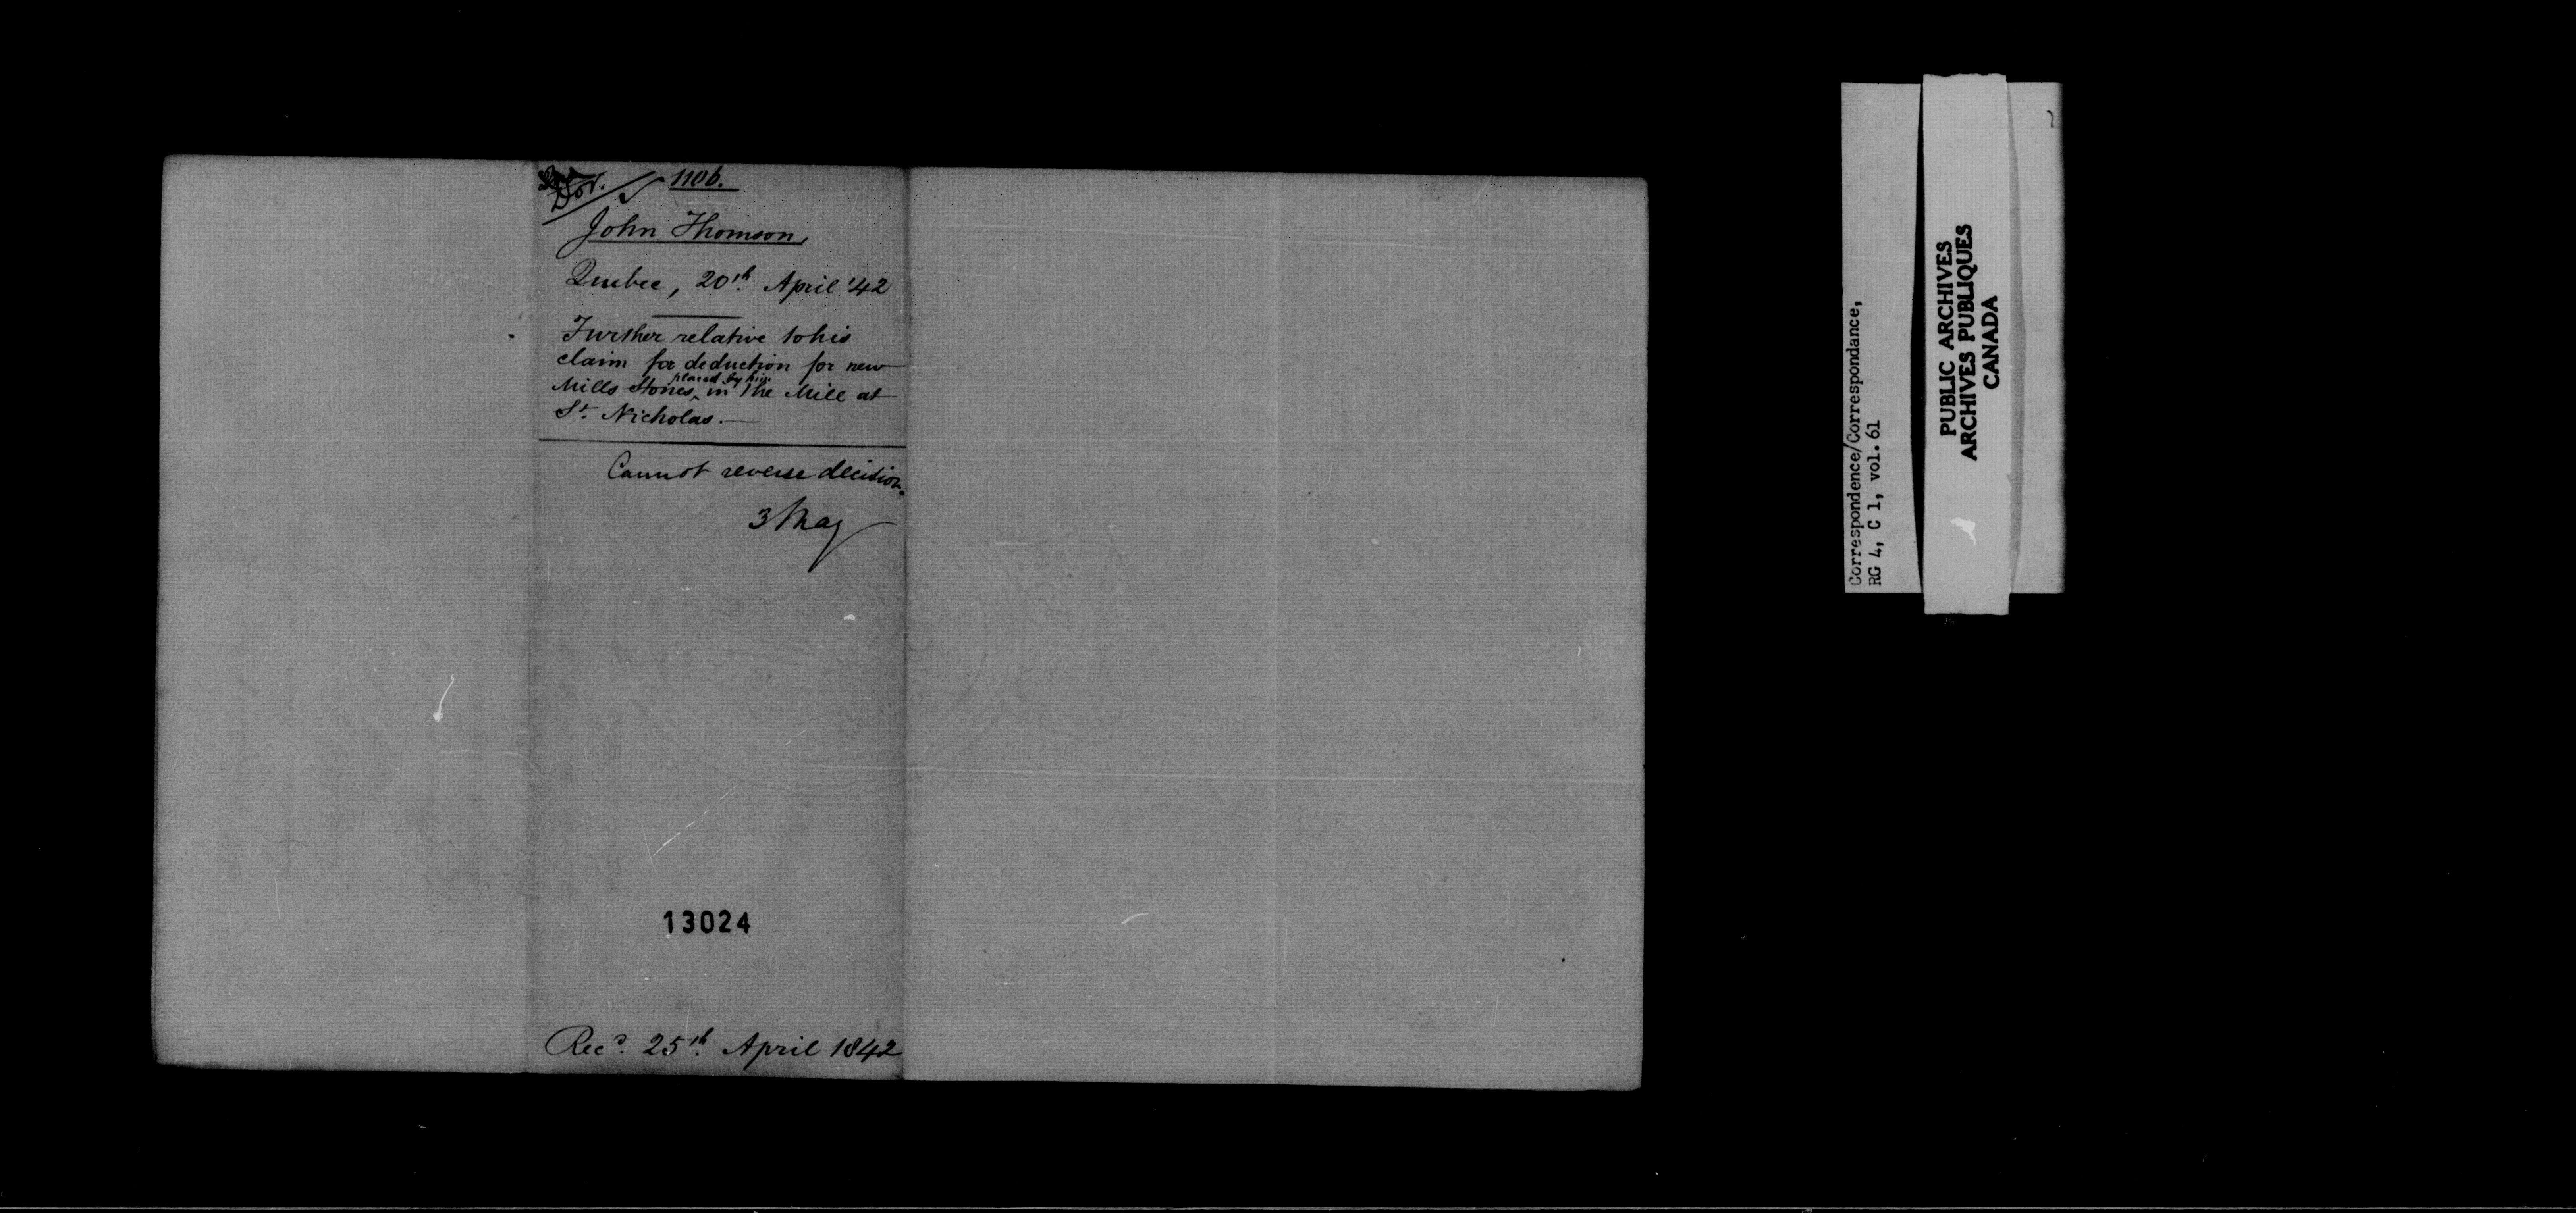 1106.
John Thomson,
Quebec, 20th April '42
Further relative to his
claim for deduction for new
Mills Stones, ^placed by him in the Mill at
St. Nicholas.—
Cannot reverse decision.
3 May
13024
Recd. 25th April 1842
Correspondence/Correspondance,
RG 4, C 1, vol. 61
PUBLIC ARCHIVES
ARCHIVES PUBLIQUES
CANADA